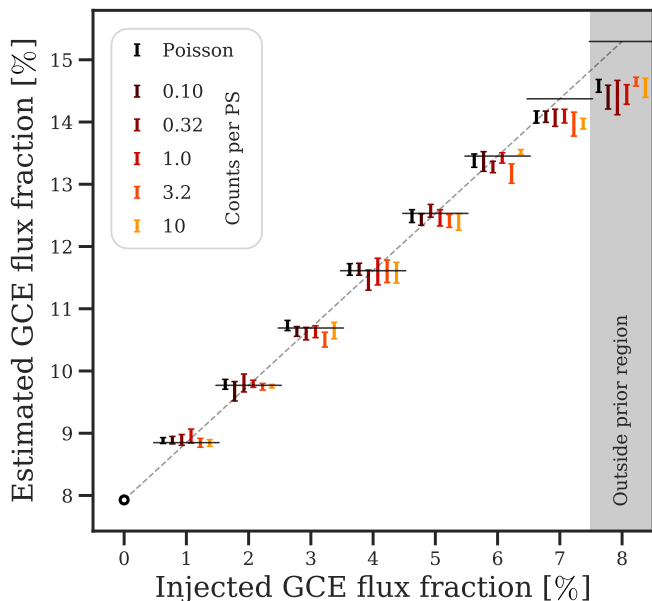 Estimated GCE flux fraction [%]
15
14
13
12
11
10
9
8
Poisson
0.10
0.32
1.0
3.2
10
Counts per PS
Outside prior region
0 1 2 3 4 5 6 7 8
Injected GCE flux fraction [%]